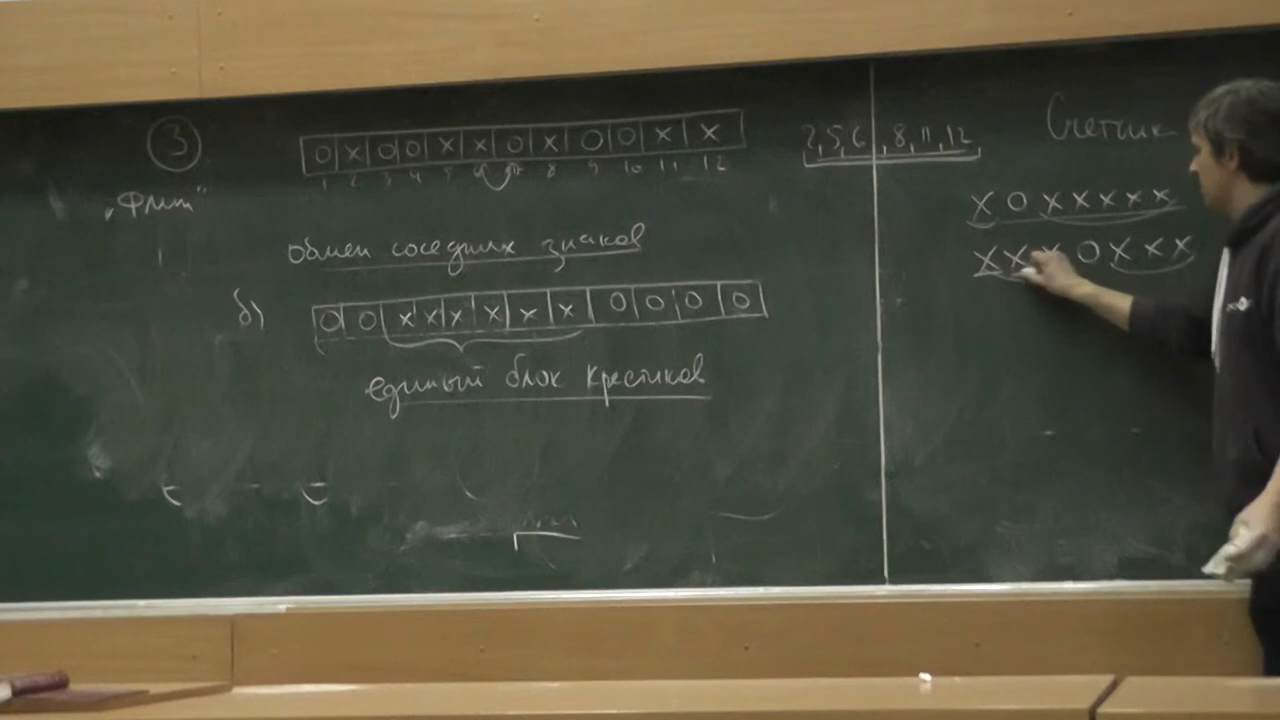 3
"Флип"
O X O O X X O X O O X X
1 2 3 4 5 6 7 8 9 10 11 12
обмен соседних знаков
б)
O O X X X X X X O O O O
единый блок крестиков
2,5,6,8,11,12
Счетчик
X O X X X X X
X X X O X X X